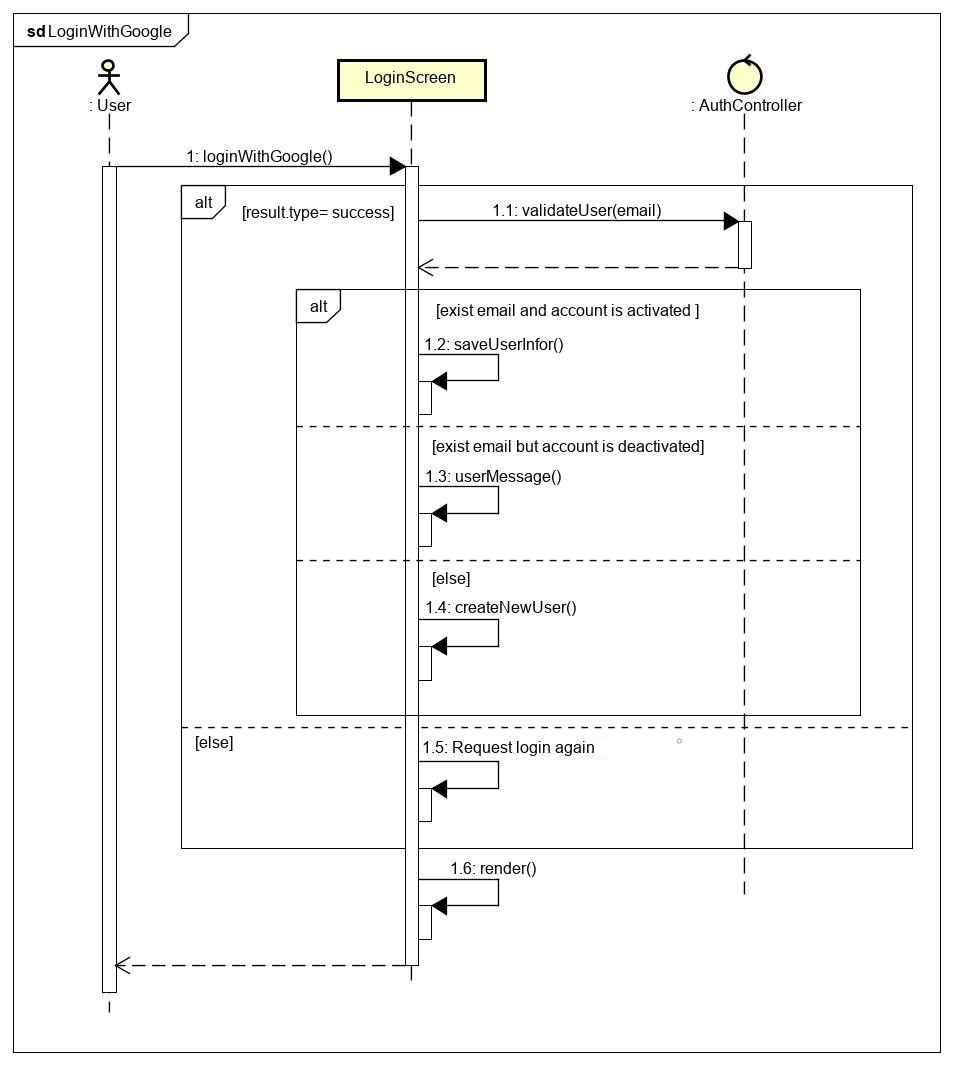 sd LoginWithGoogle
LoginScreen
: User
: AuthController
1: loginWithGoogle()
alt
[result.type= success]
1.1: validateUser(email)
alt
[exist email and account is activated ]
1.2: saveUserInfor()
[exist email but account is deactivated]
1.3: userMessage()
[else]
1.4: createNewUser()
[else]
1.5: Request login again
1.6: render()